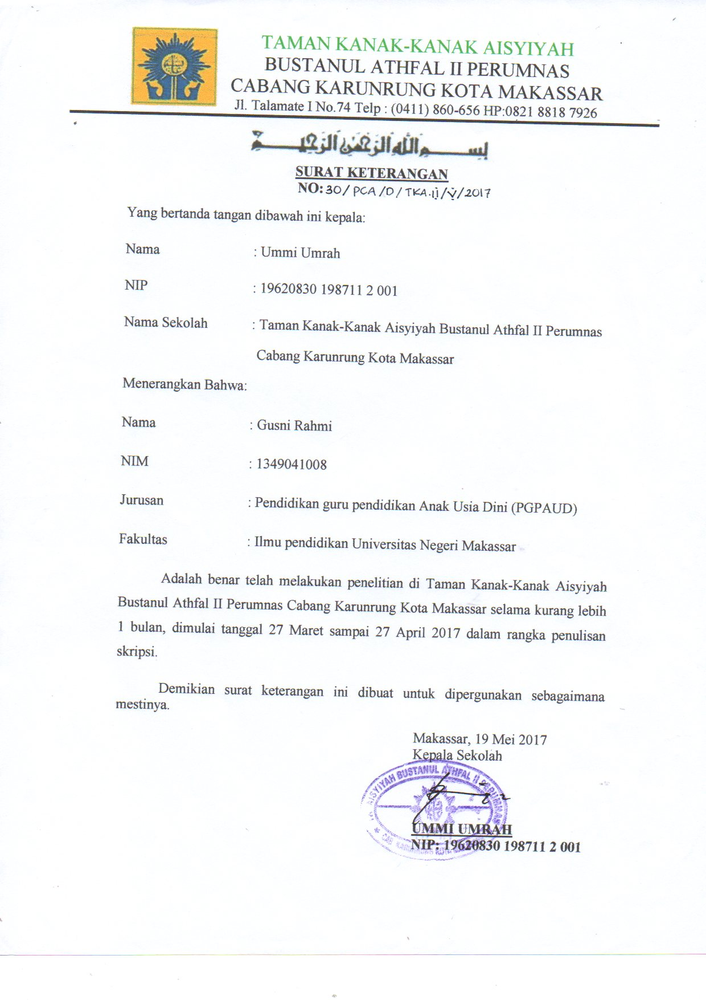 TAMAN KANAK-KANAK AISYIYAH
BUSTANUL ATHFAL II PERUMNAS
CABANG KARUNRUNG KOTA MAKASSAR
Jl. Talamate I No.74 Telp : (0411) 860-656 HP:0821 8818 7926
بِسْمِ اللَّهِ الرَّحْمَٰنِ الرَّحِيمِ
SURAT KETERANGAN
NO: 30/ PCA /D/ TKA.II/V/2017
Yang bertanda tangan dibawah ini kepala:
Nama : Ummi Umrah
NIP : 19620830 198711 2 001
Nama Sekolah : Taman Kanak-Kanak Aisyiyah Bustanul Athfal II Perumnas
Cabang Karunrung Kota Makassar
Menerangkan Bahwa:
Nama : Gusni Rahmi
NIM : 1349041008
Jurusan : Pendidikan guru pendidikan Anak Usia Dini (PGPAUD)
Fakultas : Ilmu pendidikan Universitas Negeri Makassar
Adalah benar telah melakukan penelitian di Taman Kanak-Kanak Aisyiyah
Bustanul Athfal II Perumnas Cabang Karunrung Kota Makassar selama kurang lebih
1 bulan, dimulai tanggal 27 Maret sampai 27 April 2017 dalam rangka penulisan
skripsi.
Demikian surat keterangan ini dibuat untuk dipergunakan sebagaimana
mestinya.
Makassar, 19 Mei 2017
Kepala Sekolah
AISYIYAH BUSTANUL ATHFAL II PERUMNAS
CAB. KARUNRUNG KOTA
UMMI UMRAH
NIP: 19620830 198711 2 001